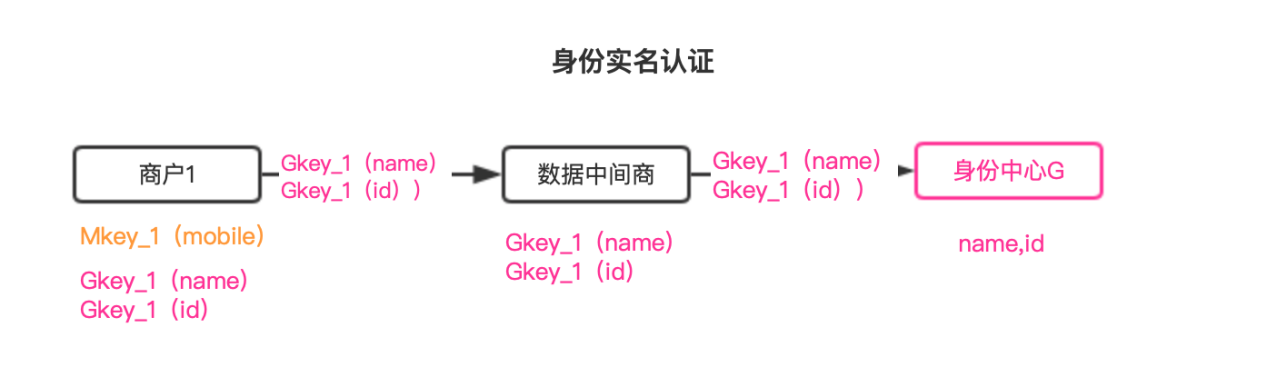 身份实名认证
商户1
Gkey_1（name）
Gkey_1（id））
数据中间商
Gkey_1（name）
Gkey_1（id））
身份中心G
Mkey_1（mobile）
Gkey_1（name）
Gkey_1（id）
Gkey_1（name）
Gkey_1（id）
name,id